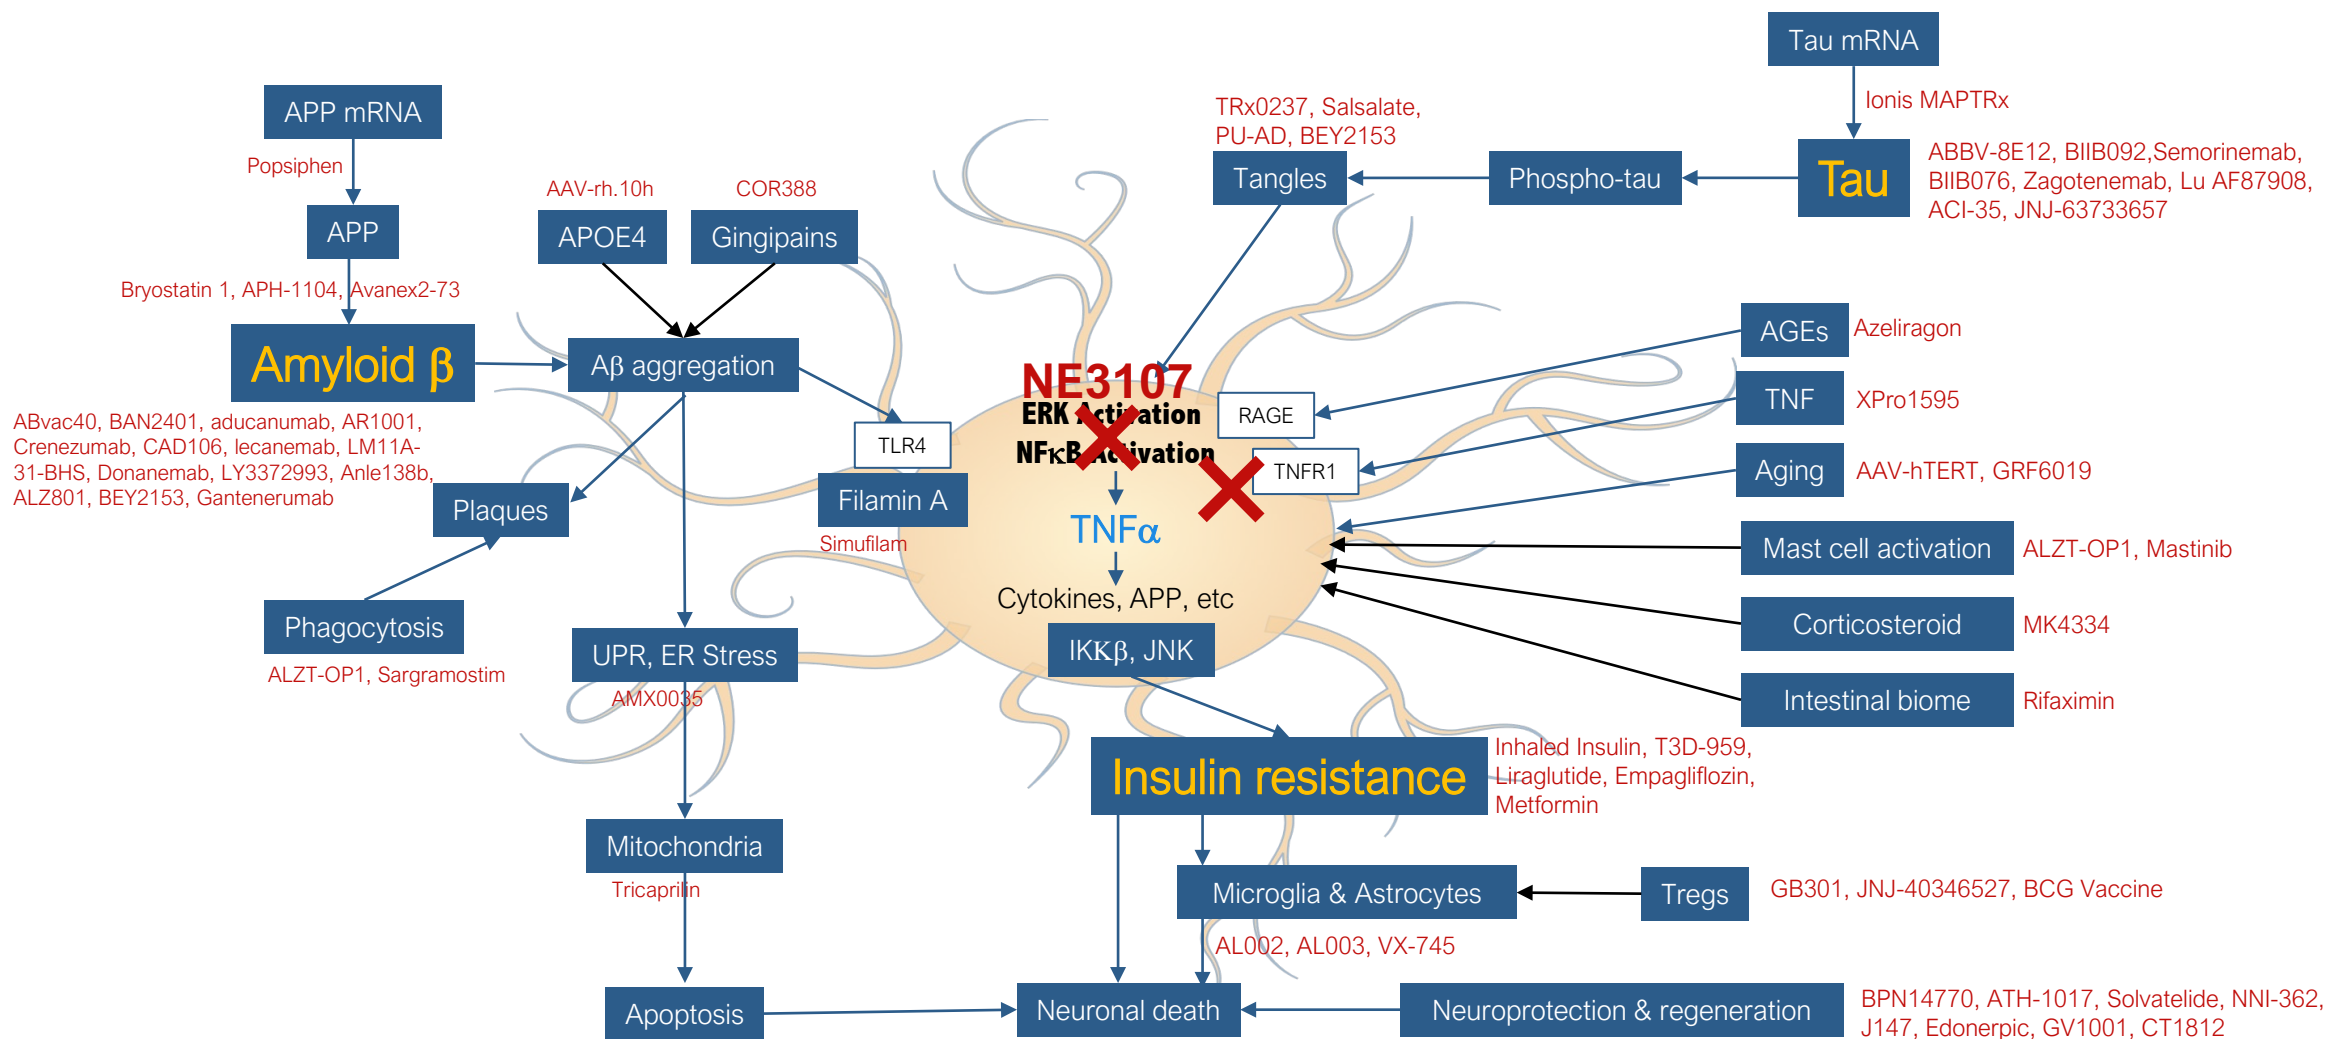 Tau mRNA
Ionis MAPTRx
APP mRNA
Popsiphen
TRx0237, Salsalate,
PU-AD, BEY2153
Tangles
Phospho-tau
Tau
ABBV-8E12, BIIB092,Semorinemab,
BIIB076, Zagotenemab, Lu AF87908,
ACI-35, JNJ-63733657
AAV-rh.10h
COR388
APP
APOE4
Gingipains
Bryostatin 1, APH-1104, Avanex2-73
Amyloid β
Aβ aggregation
ABvac40, BAN2401, aducanumab, AR1001,
Crenezumab, CAD106, lecanemab, LM11A-
31-BHS, Donanemab, LY3372993, Anle138b,
ALZ801, BEY2153, Gantenerumab
Plaques
Phagocytosis
ALZT-OP1, Sargramostim
TLR4
Filamin A
Simufilam
NE3107
ERK Activation
NFκB Activation
TNFα
Cytokines, APP, etc
IKKβ, JNK
RAGE
TNFR1
AGEs
Azeliragon
TNF
XPro1595
Aging
AAV-hTERT, GRF6019
Mast cell activation
ALZT-OP1, Mastinib
Corticosteroid
MK4334
Intestinal biome
Rifaximin
UPR, ER Stress
AMX0035
Mitochondria
Tricaprilin
Apoptosis
Insulin resistance
Inhaled Insulin, T3D-959,
Liraglutide, Empagliflozin,
Metformin
Microglia & Astrocytes
AL002, AL003, VX-745
Tregs
GB301, JNJ-40346527, BCG Vaccine
Neuronal death
Neuroprotection & regeneration
BPN14770, ATH-1017, Solvatelide, NNI-362,
J147, Edonerpic, GV1001, CT1812